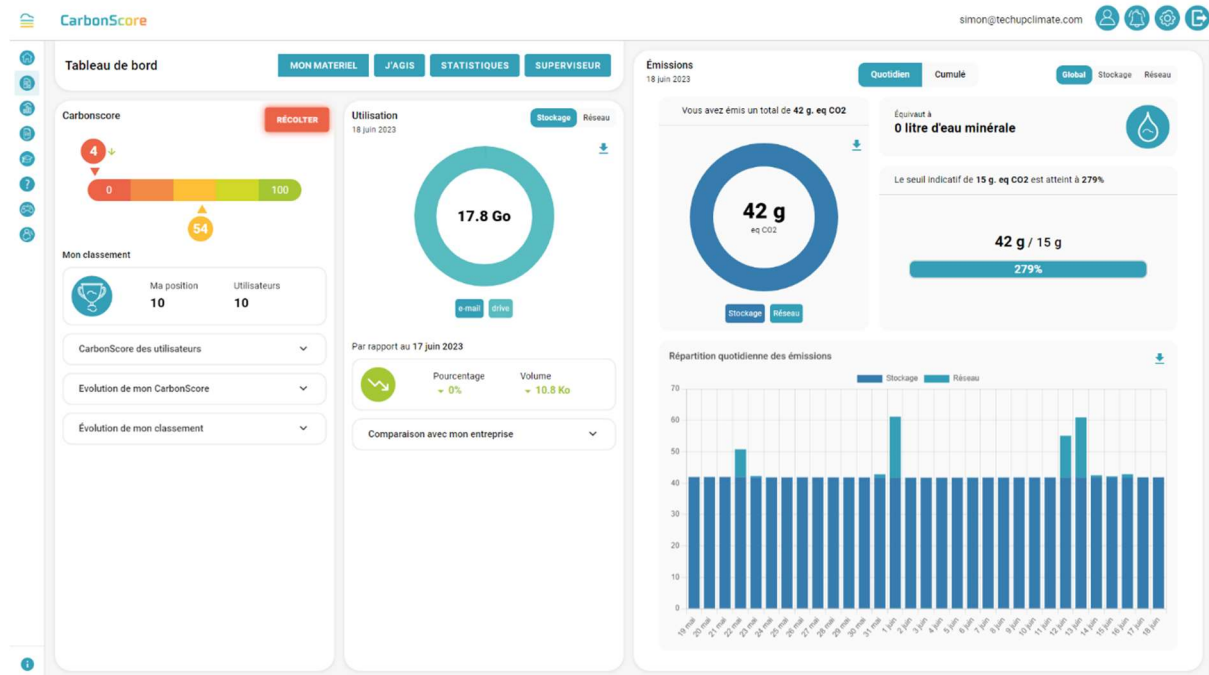 CarbonScore
simon@techupclimate.com
Tableau de bord
MON MATERIEL
J'AGIS
STATISTIQUES
SUPERVISEUR
Carbonscore
RÉCOLTER
4
0
100
54
Mon classement
Ma position
10
Utilisateurs
10
CarbonScore des utilisateurs
Evolution de mon CarbonScore
Évolution de mon classement
Utilisation
18 juin 2023
Stockage
Réseau
17.8 Go
e-mail
drive
Par rapport au 17 juin 2023
Pourcentage
0%
Volume
10.8 Ko
Comparaison avec mon entreprise
Émissions
18 juin 2023
Quotidien
Cumulé
Global
Stockage
Réseau
Vous avez émis un total de 42 g. eq CO2
42 g
eq CO2
Stockage
Réseau
Équivaut à
0 litre d'eau minérale
Le seuil indicatif de 15 g. eq CO2 est atteint à 279%
42 g / 15 g
279%
Répartition quotidienne des émissions
Stockage
Réseau
70
60
50
40
30
20
10
0
19 mai
20 mai
21 mai
22 mai
23 mai
24 mai
25 mai
26 mai
27 mai
28 mai
29 mai
30 mai
31 mai
1 juin
2 juin
3 juin
4 juin
5 juin
6 juin
7 juin
8 juin
9 juin
10 juin
11 juin
12 juin
13 juin
14 juin
15 juin
16 juin
17 juin
18 juin